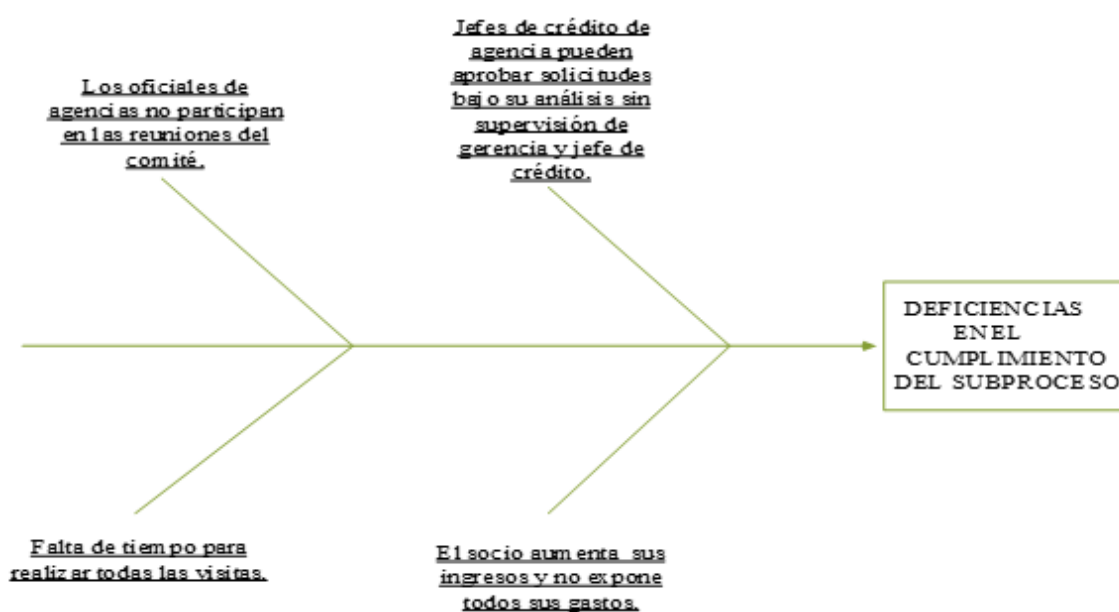 Los oficiales de
agencias no participan
en las reuniones del
comité.
Jefes de crédito de
agencia pueden
aprobar solicitudes
bajo su análisis sin
supervisión de
gerencia y jefe de
crédito.
DEFICIENCIAS
EN EL
CUMPLIMIENTO
DEL SUBPROCESO
Falta de tiempo para
realizar todas las visitas.
El socio aumenta sus
ingresos y no expone
todos sus gastos.